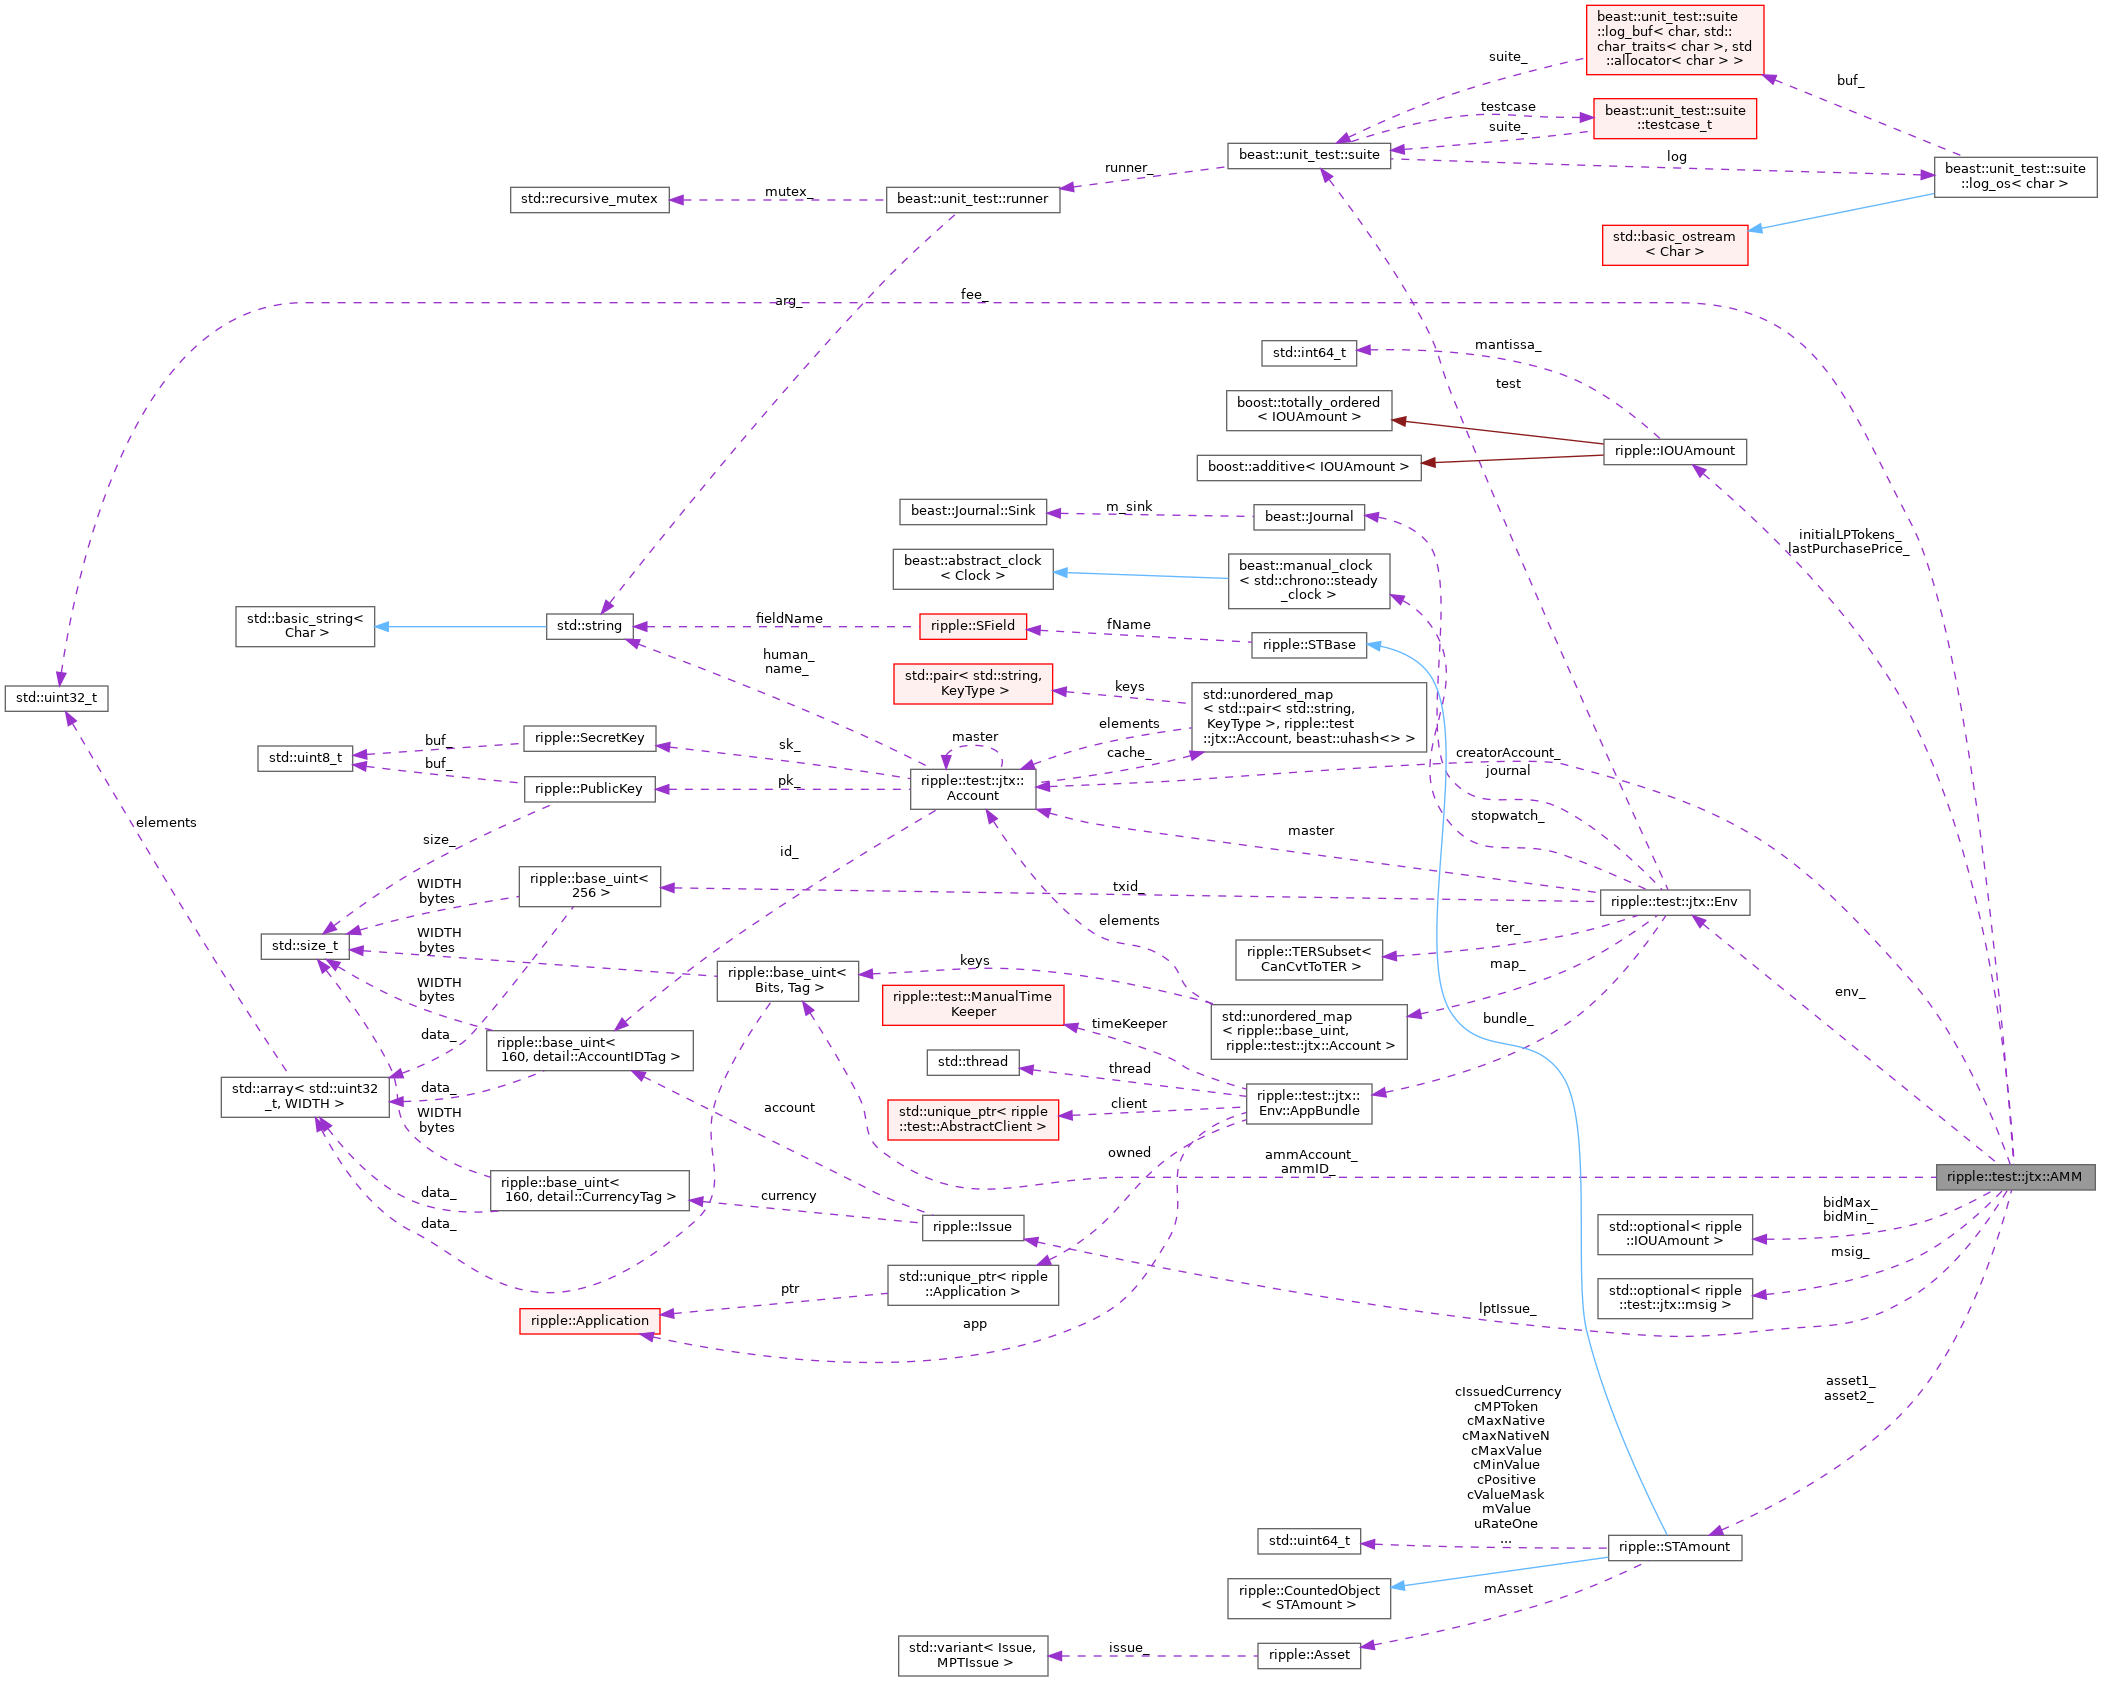 beast::unit_test::suite
::log_buf< char, std::
char_traits< char >, std
::allocator< char > >
suite_
buf_
testcase
beast::unit_test::suite
::testcase_t
suite_
beast::unit_test::suite
log
beast::unit_test::suite
::log_os< char >
runner_
std::recursive_mutex
mutex_
beast::unit_test::runner
std::basic_ostream
< Char >
arg_
fee_
std::int64_t
mantissa_
test
boost::totally_ordered
< IOUAmount >
ripple::IOUAmount
boost::additive< IOUAmount >
beast::Journal::Sink
m_sink
beast::Journal
initialLPTokens_
lastPurchasePrice_
beast::abstract_clock
< Clock >
beast::manual_clock
< std::chrono::steady
_clock >
std::basic_string<
Char >
std::string
fieldName
ripple::SField
fName
ripple::STBase
human_
name_
std::pair< std::string,
KeyType >
keys
std::unordered_map
< std::pair< std::string,
KeyType >, ripple::test
::jtx::Account, beast::uhash<> >
std::uint32_t
elements
cache_
master
ripple::SecretKey
sk_
buf_
std::uint8_t
buf_
ripple::PublicKey
pk_
ripple::test::jtx::
Account
creatorAccount_
journal
stopwatch_
master
elements
size_
id_
WIDTH
bytes
ripple::base_uint<
256 >
txid_
ripple::test::jtx::Env
std::size_t
WIDTH
bytes
elements
ter_
ripple::TERSubset<
CanCvtToTER >
map_
keys
ripple::base_uint<
Bits, Tag >
WIDTH
bytes
ripple::test::ManualTime
Keeper
timeKeeper
std::unordered_map
< ripple::base_uint,
ripple::test::jtx::Account >
bundle_
env_
data_
ripple::base_uint<
160, detail::AccountIDTag >
std::thread
thread
std::array< std::uint32
_t, WIDTH >
data_
WIDTH
bytes
account
std::unique_ptr< ripple
::test::AbstractClient >
client
ripple::test::jtx::
Env::AppBundle
owned
ammAccount_
ammID_
ripple::test::jtx::AMM
data_
ripple::base_uint<
160, detail::CurrencyTag >
currency
data_
ripple::Issue
bidMax_
bidMin_
std::optional< ripple
::IOUAmount >
msig_
std::unique_ptr< ripple
::Application >
ptr
ripple::Application
app
std::optional< ripple
::test::jtx::msig >
lptIssue_
asset1_
asset2_
cIssuedCurrency
cMPToken
cMaxNative
cMaxNativeN
cMaxValue
cMinValue
cPositive
cValueMask
mValue
uRateOne
...
std::uint64_t
ripple::STAmount
ripple::CountedObject
< STAmount >
mAsset
std::variant< Issue,
MPTIssue >
issue_
ripple::Asset